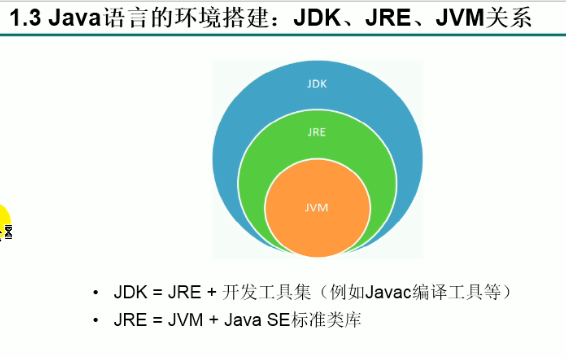 1.3 Java语言的环境搭建：JDK、JRE、JVM关系
JDK
JRE
JVM
• JDK = JRE + 开发工具集（例如Javac编译工具等）
• JRE = JVM + Java SE标准类库